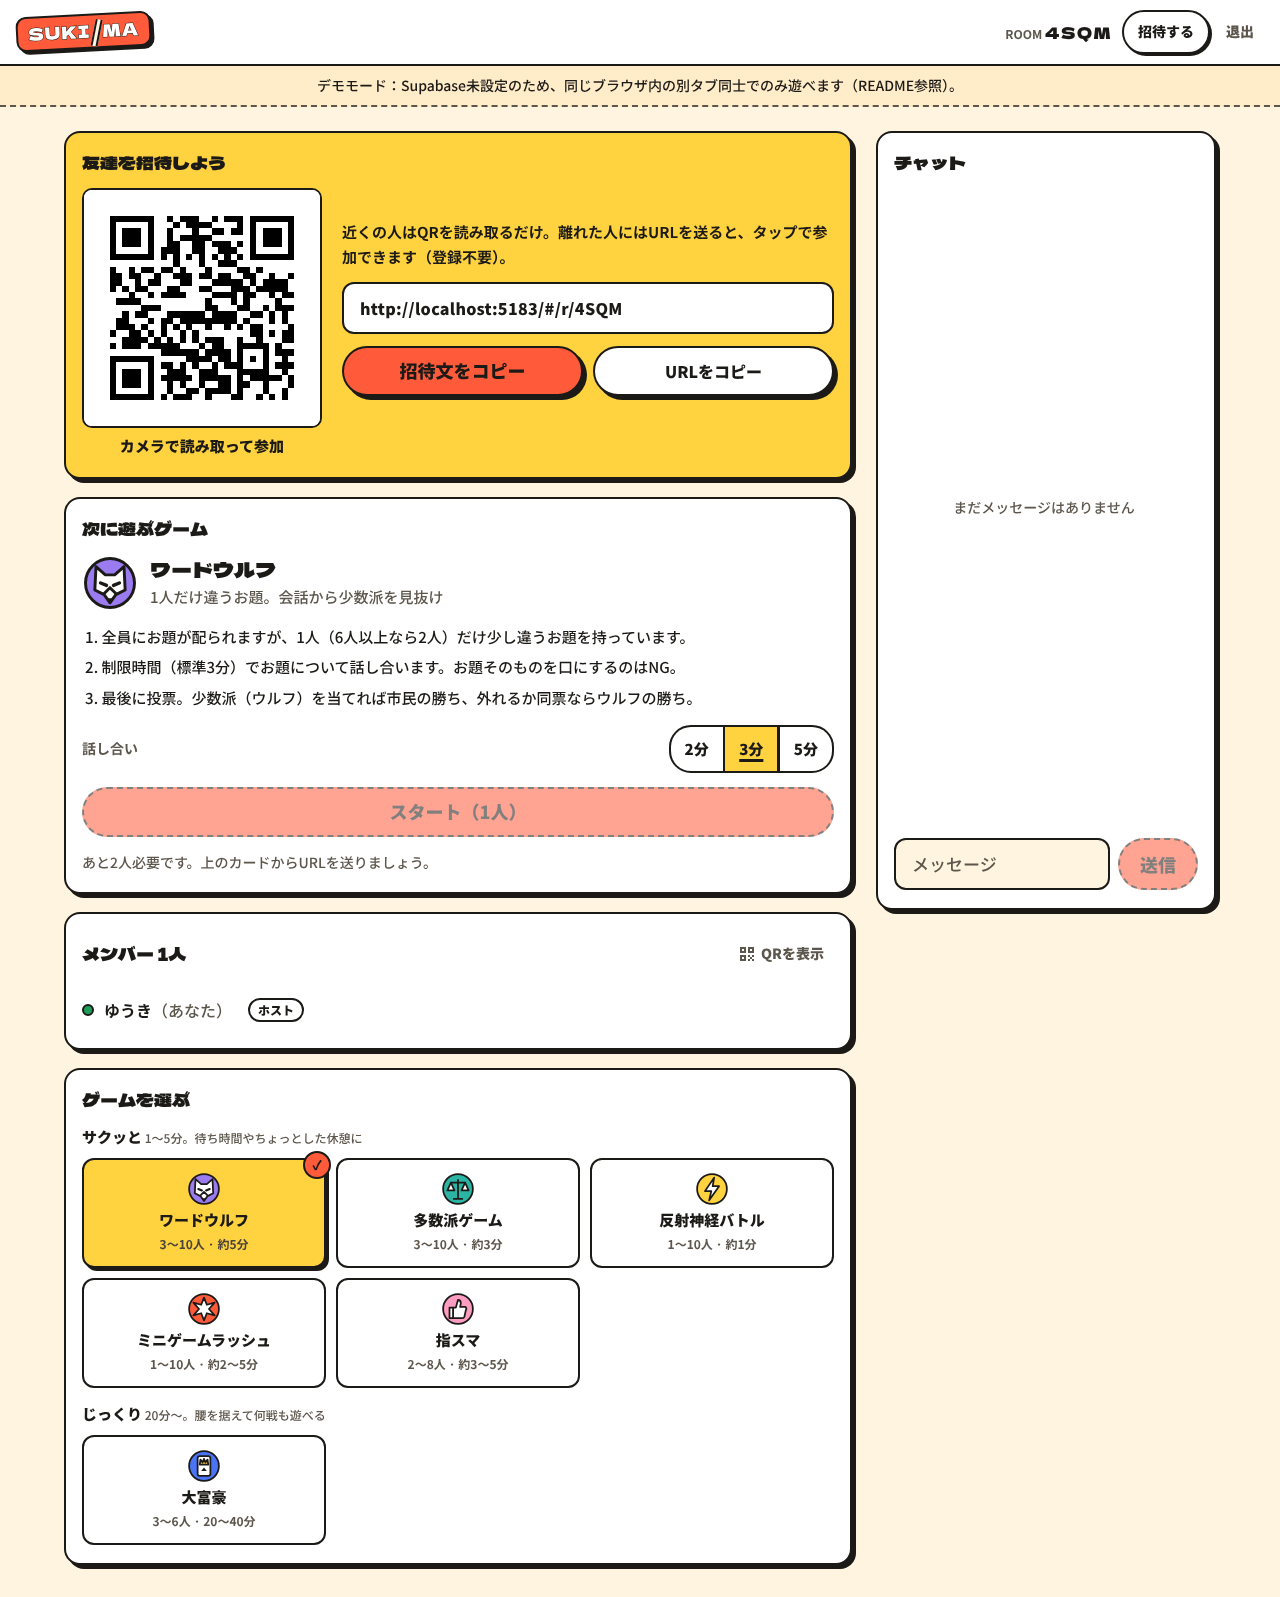 SUKI/MA
ROOM 4SQM 招待する 退出
デモモード：Supabase未設定のため、同じブラウザ内の別タブ同士でのみ遊べます（README参照）。
友達を招待しよう
近くの人はQRを読み取るだけ。離れた人にはURLを送ると、タップで参
加できます（登録不要）。
http://localhost:5183/#/r/4SQM
招待文をコピー URLをコピー
カメラで読み取って参加
次に遊ぶゲーム
ワードウルフ
1人だけ違うお題。会話から少数派を見抜け
1. 全員にお題が配られますが、1人（6人以上なら2人）だけ少し違うお題を持っています。
2. 制限時間（標準3分）でお題について話し合います。お題そのものを口にするのはNG。
3. 最後に投票。少数派（ウルフ）を当てれば市民の勝ち、外れるか同票ならウルフの勝ち。
話し合い 2分 3分 5分
スタート（1人）
あと2人必要です。上のカードからURLを送りましょう。
メンバー 1人 QRを表示
ゆうき（あなた） ホスト
ゲームを選ぶ
サクッと 1〜5分。待ち時間やちょっとした休憩に
ワードウルフ
3〜10人・約5分
多数派ゲーム
3〜10人・約3分
反射神経バトル
1〜10人・約1分
ミニゲームラッシュ
1〜10人・約2〜5分
指スマ
2〜8人・約3〜5分
じっくり 20分〜。腰を据えて何戦も遊べる
大富豪
3〜6人・20〜40分
チャット
まだメッセージはありません
メッセージ 送信